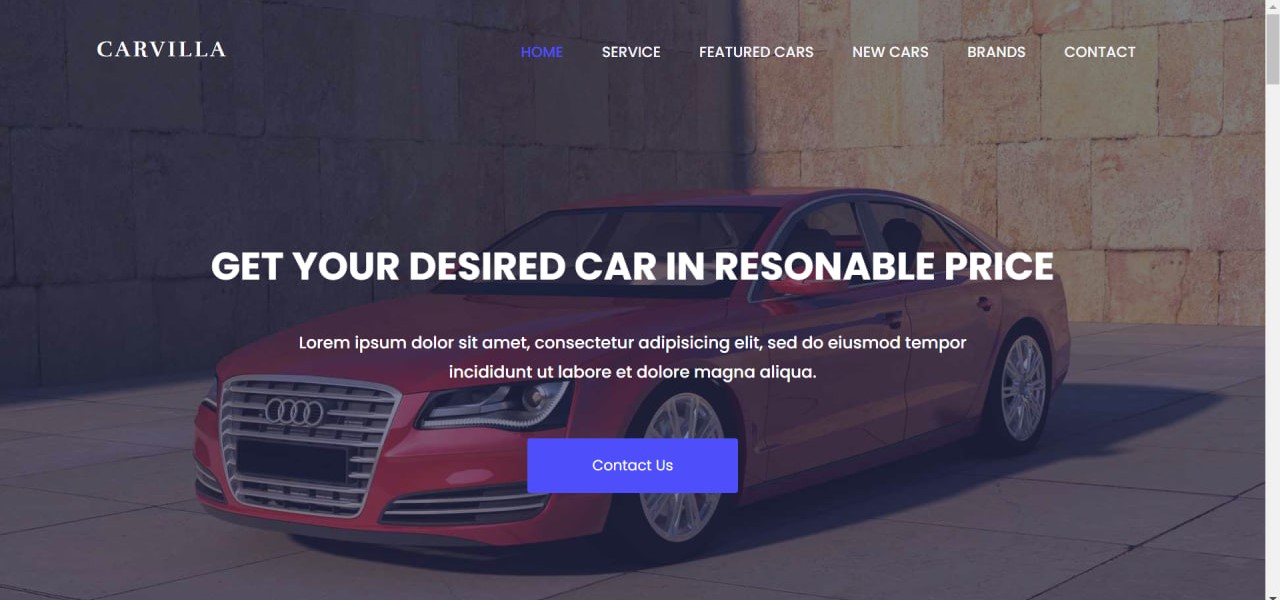 CARVILLA
HOME SERVICE FEATURED CARS NEW CARS BRANDS CONTACT
GET YOUR DESIRED CAR IN RESONABLE PRICE
Lorem ipsum dolor sit amet, consectetur adipisicing elit, sed do eiusmod tempor
incididunt ut labore et dolore magna aliqua.
Contact Us